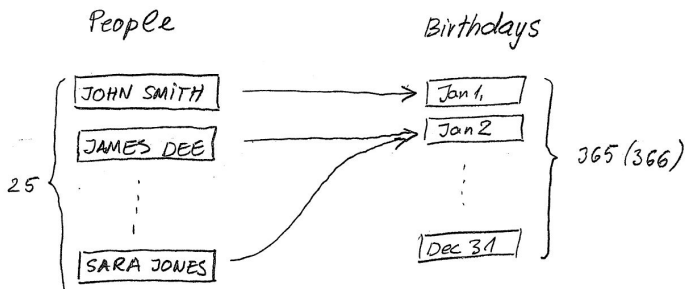 People
Birthdays
JOHN SMITH
Jan 1,
JAMES DEE
Jan 2
25
365 (366)
SARA JONES
Dec 31